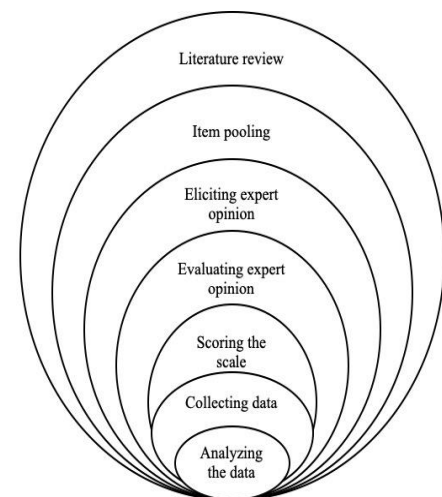 Literature review
Item pooling
Eliciting expert
opinion
Evaluating expert
opinion
Scoring the
scale
Collecting data
Analyzing
the data